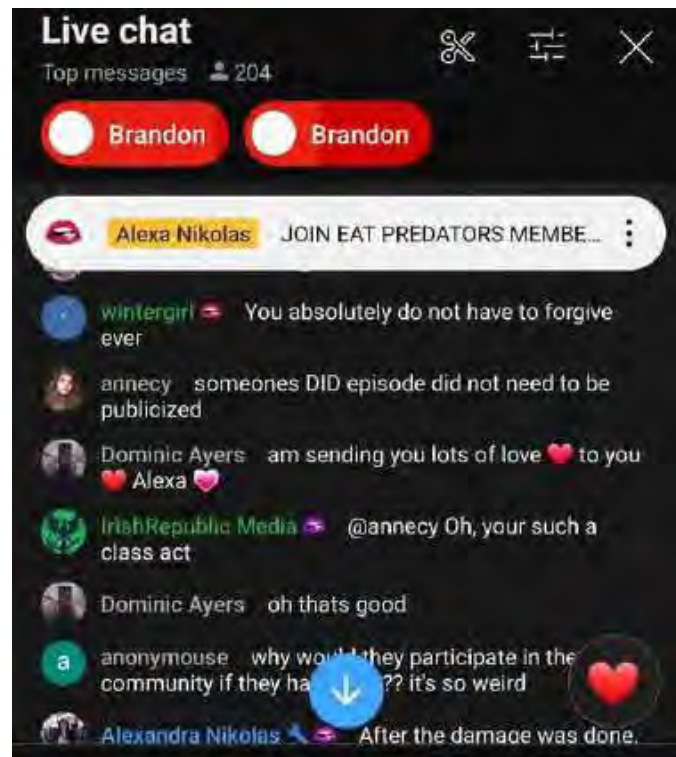 Live chat
Top messages 204
Brandon Brandon
Alexa Nikolas JOIN EAT PREDATORS MEMBE...
wintergirl You absolutely do not have to forgive
ever
annecy someones DID episode did not need to be
publicized
Dominic Ayers am sending you lots of love ❤️ to you
❤️ Alexa 💗
IrishRepublic Media @annecy Oh, your such a
class act
Dominic Ayers oh thats good
a anonymouse why they participate in the
community if they ?? it's so weird
Alexandra Nikolas After the damage was done.